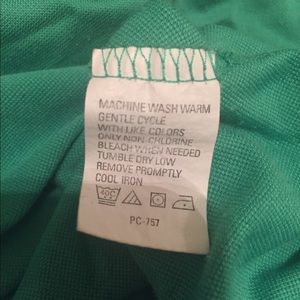 MACHINE WASH WARM
GENTLE CYCLE
WITH LIKE COLORS
ONLY NON-CHLORINE
BLEACH WHEN NEEDED
TUMBLE DRY LOW
REMOVE PROMPTLY
COOL IRON
40C
PC-757